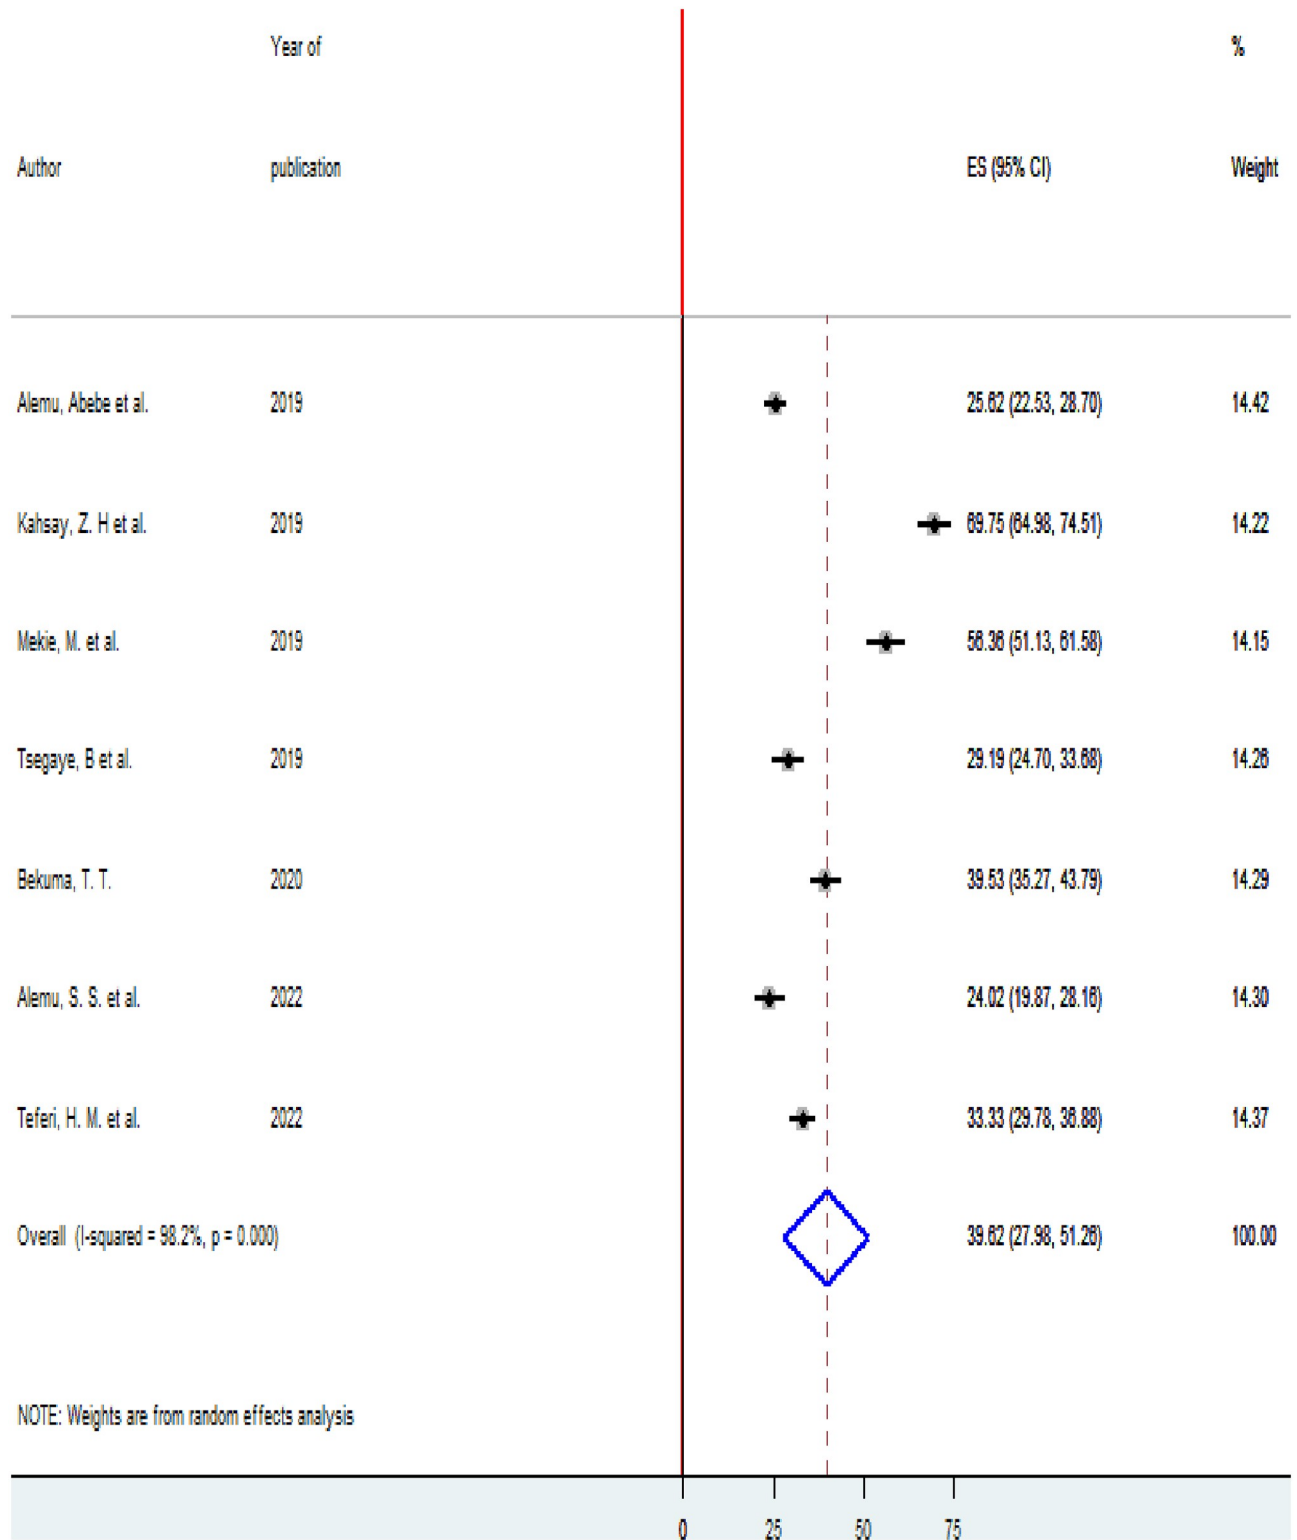 Year of %
Author publication ES (95% CI) Weight
Alemu, Abebe et al. 2019 25.62 (22.53, 28.70) 14.42
Kahsay, Z. H et al. 2019 69.75 (64.98, 74.51) 14.22
Mekie, M. et al. 2019 56.36 (51.13, 61.58) 14.15
Tsegaye, B et al. 2019 29.19 (24.70, 33.68) 14.26
Bekuma, T. T. 2020 39.53 (35.27, 43.79) 14.29
Alemu, S. S. et al. 2022 24.02 (19.87, 28.16) 14.30
Teferi, H. M. et al. 2022 33.33 (29.78, 36.88) 14.37
Overall (I-squared = 98.2%, p = 0.000) 39.62 (27.98, 51.26) 100.00
NOTE: Weights are from random effects analysis
0 25 50 75